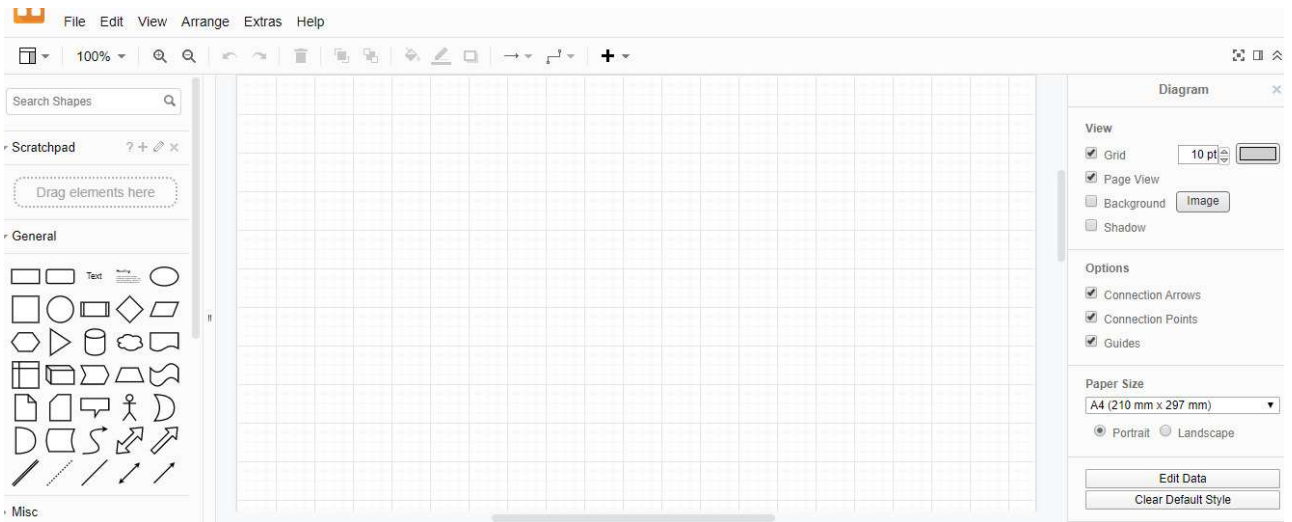 File Edit View Arrange Extras Help
100%
Search Shapes
Diagram
Scratchpad ?
Drag elements here
General
Text
Misc
View
Grid 10 pt
Page View
Background Image
Shadow
Options
Connection Arrows
Connection Points
Guides
Paper Size
A4 (210 mm x 297 mm)
Portrait Landscape
Edit Data
Clear Default Style